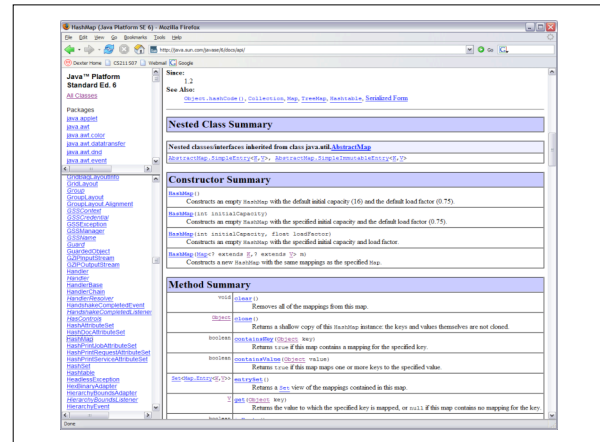 HashMap (Java Platform SE 6) - Mozilla Firefox
File Edit View Go Bookmarks Tools Help
http://java.sun.com/javase/6/docs/api/
Go
Dexter Home CS211S07 Webmail Google
Java™ Platform
Standard Ed. 6
All Classes
Packages
java.applet
java.awt
java.awt.color
java.awt.datatransfer
java.awt.dnd
java.awt.event
GridBagLayoutInfo
GridLayout
Group
GroupLayout
GroupLayout.Alignment
GSSContext
GSSCredential
GSSException
GSSManager
GSSName
Guard
GuardedObject
GZIPInputStream
GZIPOutputStream
Handler
Handler
HandlerBase
HandlerChain
HandlerResolver
HandshakeCompletedEvent
HandshakeCompletedListener
HasControls
HashAttributeSet
HashDocAttributeSet
HashMap
HashPrintJobAttributeSet
HashPrintRequestAttributeSet
HashPrintServiceAttributeSet
HashSet
Hashtable
HeadlessException
HexBinaryAdapter
HierarchyBoundsAdapter
HierarchyBoundsListener
HierarchyEvent
Since:
1.2
See Also:
Object.hashCode(), Collection, Map, TreeMap, Hashtable, Serialized Form
Nested Class Summary
Nested classes/interfaces inherited from class java.util.AbstractMap
AbstractMap.SimpleEntry<K,V>, AbstractMap.SimpleImmutableEntry<K,V>
Constructor Summary
HashMap()
Constructs an empty HashMap with the default initial capacity (16) and the default load factor (0.75).
HashMap(int initialCapacity)
Constructs an empty HashMap with the specified initial capacity and the default load factor (0.75).
HashMap(int initialCapacity, float loadFactor)
Constructs an empty HashMap with the specified initial capacity and load factor.
HashMap(Map<? extends K,? extends V> m)
Constructs a new HashMap with the same mappings as the specified Map.
Method Summary
void clear()
Removes all of the mappings from this map.
Object clone()
Returns a shallow copy of this HashMap instance: the keys and values themselves are not cloned.
boolean containsKey(Object key)
Returns true if this map contains a mapping for the specified key.
boolean containsValue(Object value)
Returns true if this map maps one or more keys to the specified value.
Set<Map.Entry<K,V>> entrySet()
Returns a Set view of the mappings contained in this map.
V get(Object key)
Returns the value to which the specified key is mapped, or null if this map contains no mapping for the key.
boolean
Done